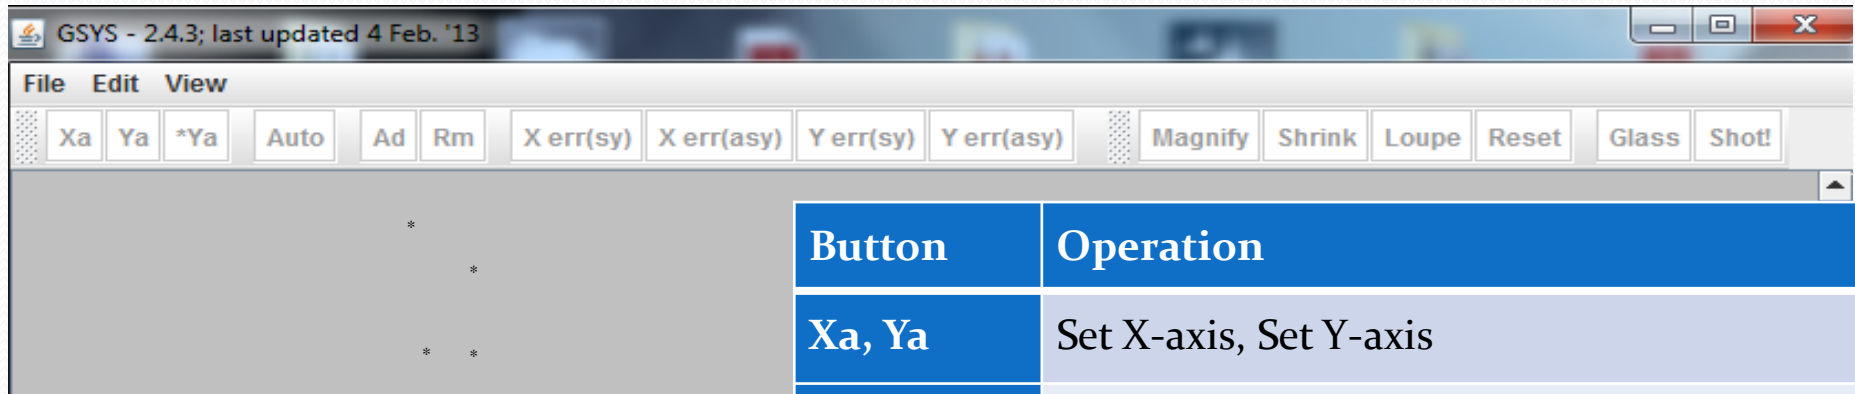 GSYS - 2.4.3; last updated 4 Feb. '13
File Edit View
Xa Ya *Ya Auto Ad Rm X err(sy) X err(asy) Y err(sy) Y err(asy) Magnify Shrink Loupe Reset Glass Shot!
*
*
* *
Button Operation
Xa, Ya Set X-axis, Set Y-axis